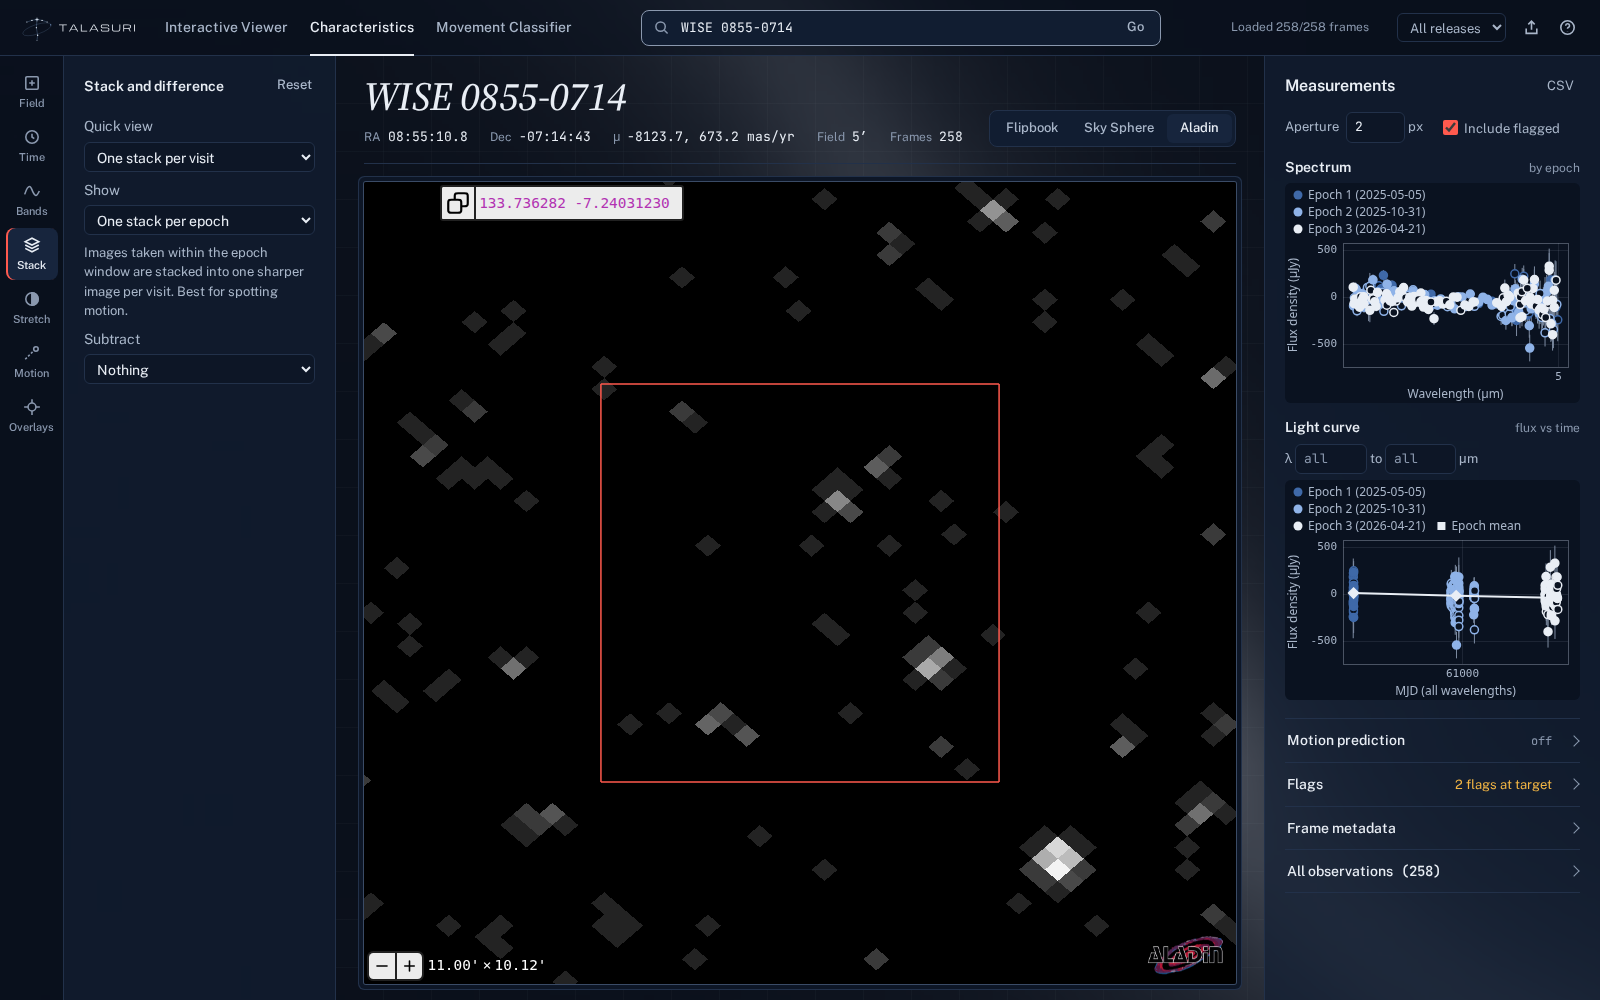 TALASURI
Interactive Viewer
Characteristics
Movement Classifier
WISE 0855-0714
Go
Loaded 258/258 frames
All releases
Field
Time
Bands
Stack
Stretch
Motion
Overlays
Stack and difference
Reset
Quick view
One stack per visit
Show
One stack per epoch
Images taken within the epoch
window are stacked into one sharper
image per visit. Best for spotting
motion.
Subtract
Nothing
WISE 0855-0714
RA 08:55:10.8 Dec -07:14:43 µ -8123.7, 673.2 mas/yr Field 5′ Frames 258
Flipbook
Sky Sphere
Aladin
133.736282 -7.24031230
11.00' × 10.12'
ALADIN
Measurements
CSV
Aperture 2 px
Include flagged
Spectrum
by epoch
Epoch 1 (2025-05-05)
Epoch 2 (2025-10-31)
Epoch 3 (2026-04-21)
Flux density (µJy)
500
0
-500
5
Wavelength (µm)
Light curve
flux vs time
λ all to all µm
Epoch 1 (2025-05-05)
Epoch 2 (2025-10-31)
Epoch 3 (2026-04-21) Epoch mean
Flux density (µJy)
500
0
-500
61000
MJD (all wavelengths)
Motion prediction
off
Flags
2 flags at target
Frame metadata
All observations (258)